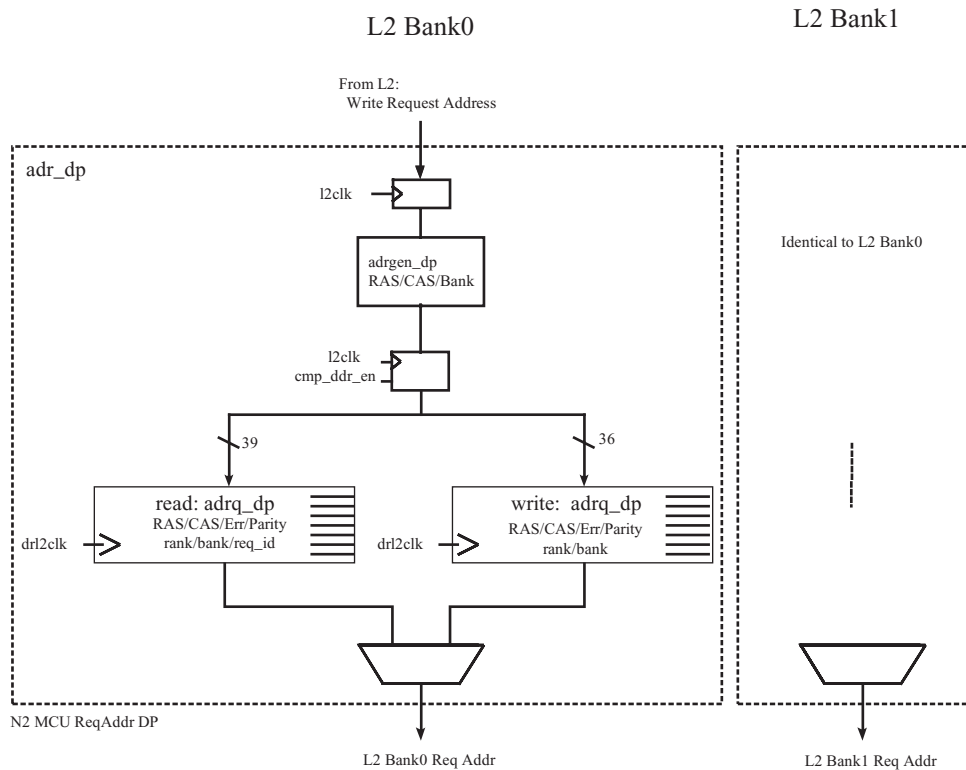 L2 Bank0
L2 Bank1
From L2:
Write Request Address
adr_dp
l2clk
adrgen_dp
RAS/CAS/Bank
Identical to L2 Bank0
l2clk
cmp_ddr_en
39
36
read: adrq_dp
RAS/CAS/Err/Parity
rank/bank/req_id
drl2clk
write: adrq_dp
RAS/CAS/Err/Parity
rank/bank
drl2clk
N2 MCU ReqAddr DP
L2 Bank0 Req Addr
L2 Bank1 Req Addr